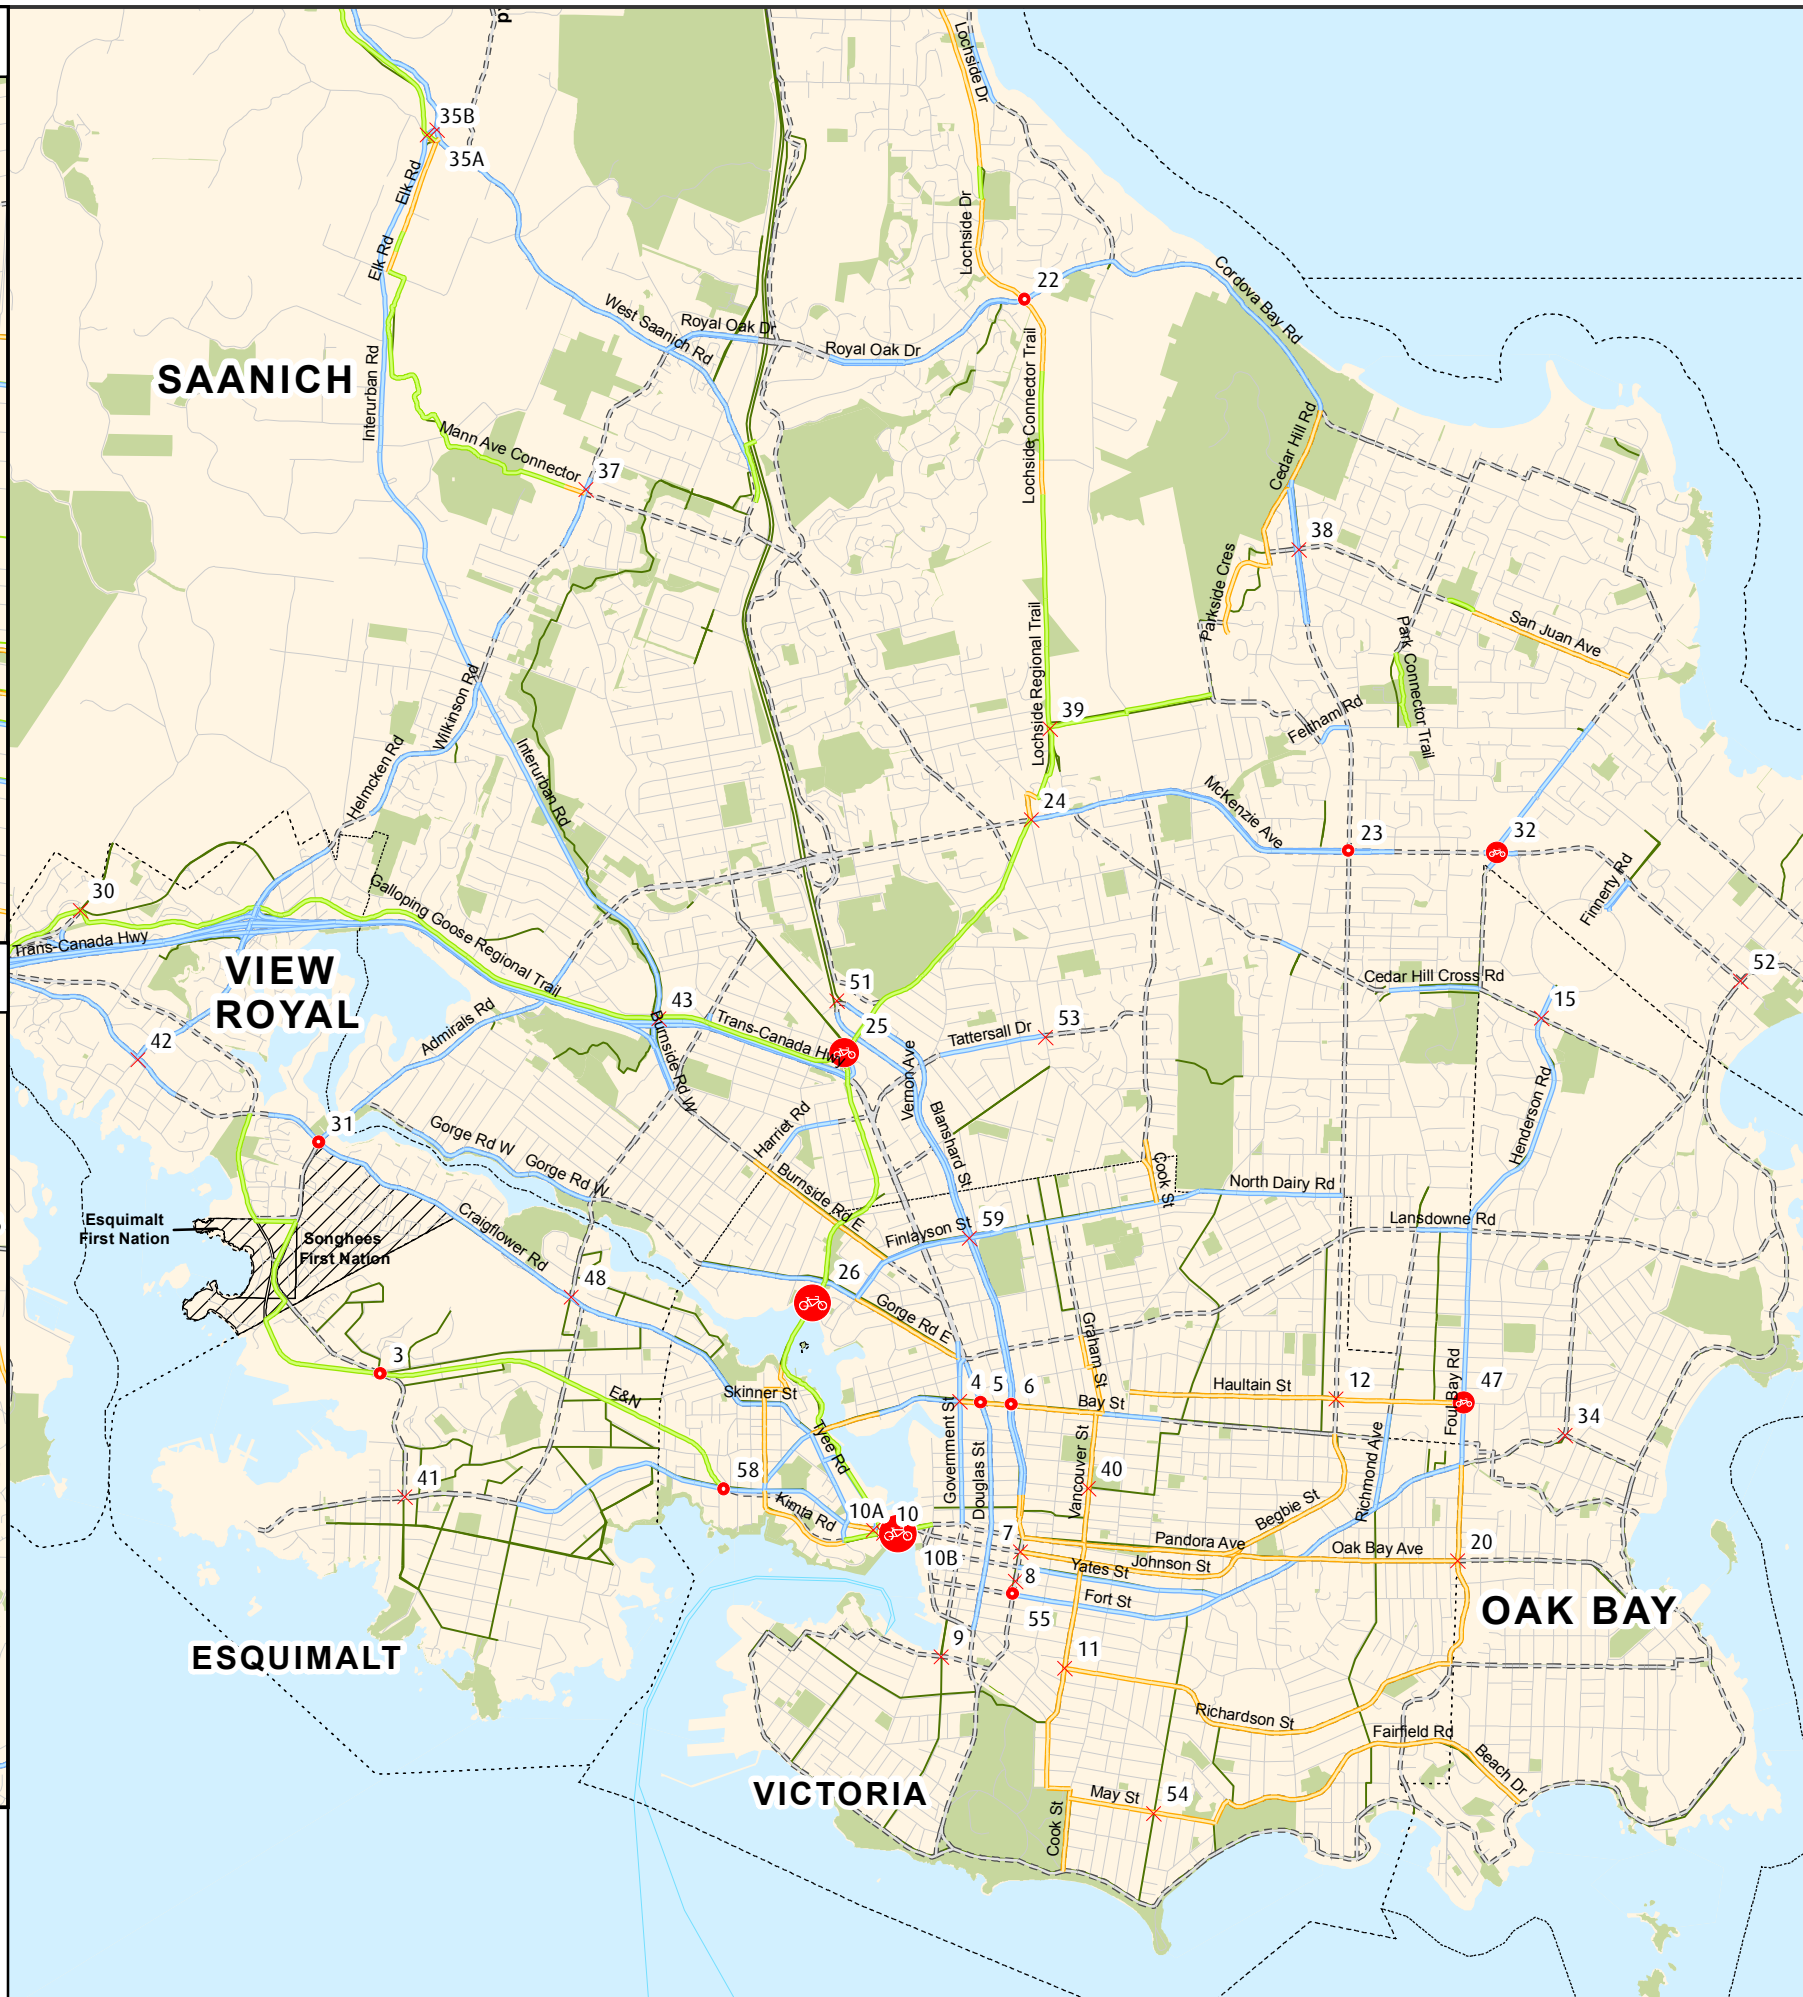 Lochside Dr
35B
35A
Elk Rd
Lochside Dr
Elk Rd
22
Cordova Bay Rd
West Saanich Rd
Royal Oak Dr
Royal Oak Dr
SAANICH
Interurban Rd
Lochside Connector Trail
Cedar Hill Rd
Mann Ave Connector
37
38
Parkside Cres
Lochside Regional Trail
San Juan Ave
Park Connector Trail
Wilkinson Rd
39
Feltham Rd
Helmcken Rd
Interurban Rd
24
McKenzie Ave
23
32
Finnerty Rd
30
Galloping Goose Regional Trail
Trans-Canada Hwy
VIEW
ROYAL
52
Cedar Hill Cross Rd
51
43
15
Admirals Rd
Burnside Rd W
Trans-Canada Hwy
25
53
Tattersall Dr
42
Vernon Ave
Henderson Rd
31
Gorge Rd W
Gorge Rd W
Harriet Rd
Blanshard St
Burnside Rd E
Cook St
North Dairy Rd
Esquimalt
First Nation
Craigflower Rd
Songhees
First Nation
Finlayson St
59
Lansdowne Rd
48
26
Gorge Rd E
Graham St
3
4
5
6
Haultain St
12
Foul Bay Rd
47
E&N
Skinner St
Bay St
34
Tyee Rd
Government St
Douglas St
Vancouver St
Richmond Ave
41
58
40
Kimta Rd
10A
10
Begbie St
7
Pandora Ave
Oak Bay Ave
20
10B
Yates St
Johnson St
8
Fort St
55
OAK BAY
9
11
ESQUIMALT
Richardson St
Fairfield Rd
Beach Dr
VICTORIA
May St
54
Cook St